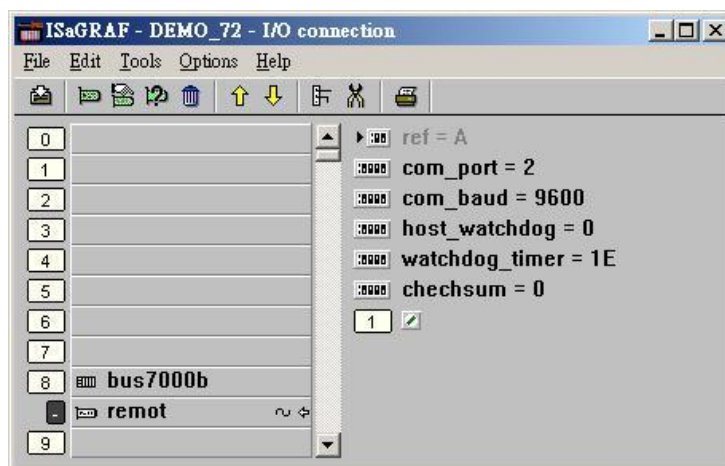 ISaGRAF - DEMO_72 - I/O connection
File Edit Tools Options Help
0
1
2
3
4
5
6
7
8 bus7000b
remot
9
ref = A
com_port = 2
com_baud = 9600
host_watchdog = 0
watchdog_timer = 1E
chechsum = 0
1